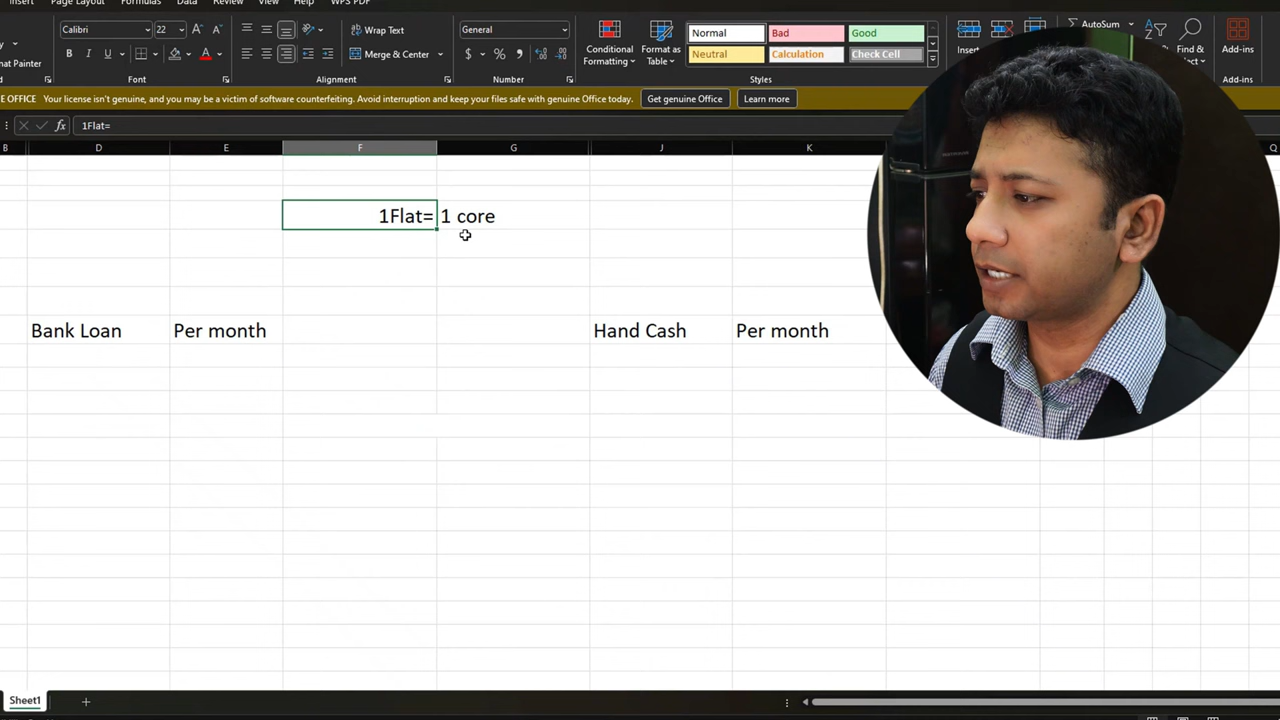 Insert Page Layout Formulas Data Review View Help WPS PDF
Calibri 22 Wrap Text General Normal Bad Good AutoSum
Merge & Center Conditional Formatting Format as Table Neutral Calculation Check Cell Insert Find & Add-ins
mat Painter
Font Alignment Number Styles Add-ins
E OFFICE Your license isn't genuine, and you may be a victim of software counterfeiting. Avoid interruption and keep your files safe with genuine Office today. Get genuine Office Learn more
fx 1Flat=
B D E F G J K Q
1Flat= 1 core
Bank Loan Per month Hand Cash Per month
Sheet1